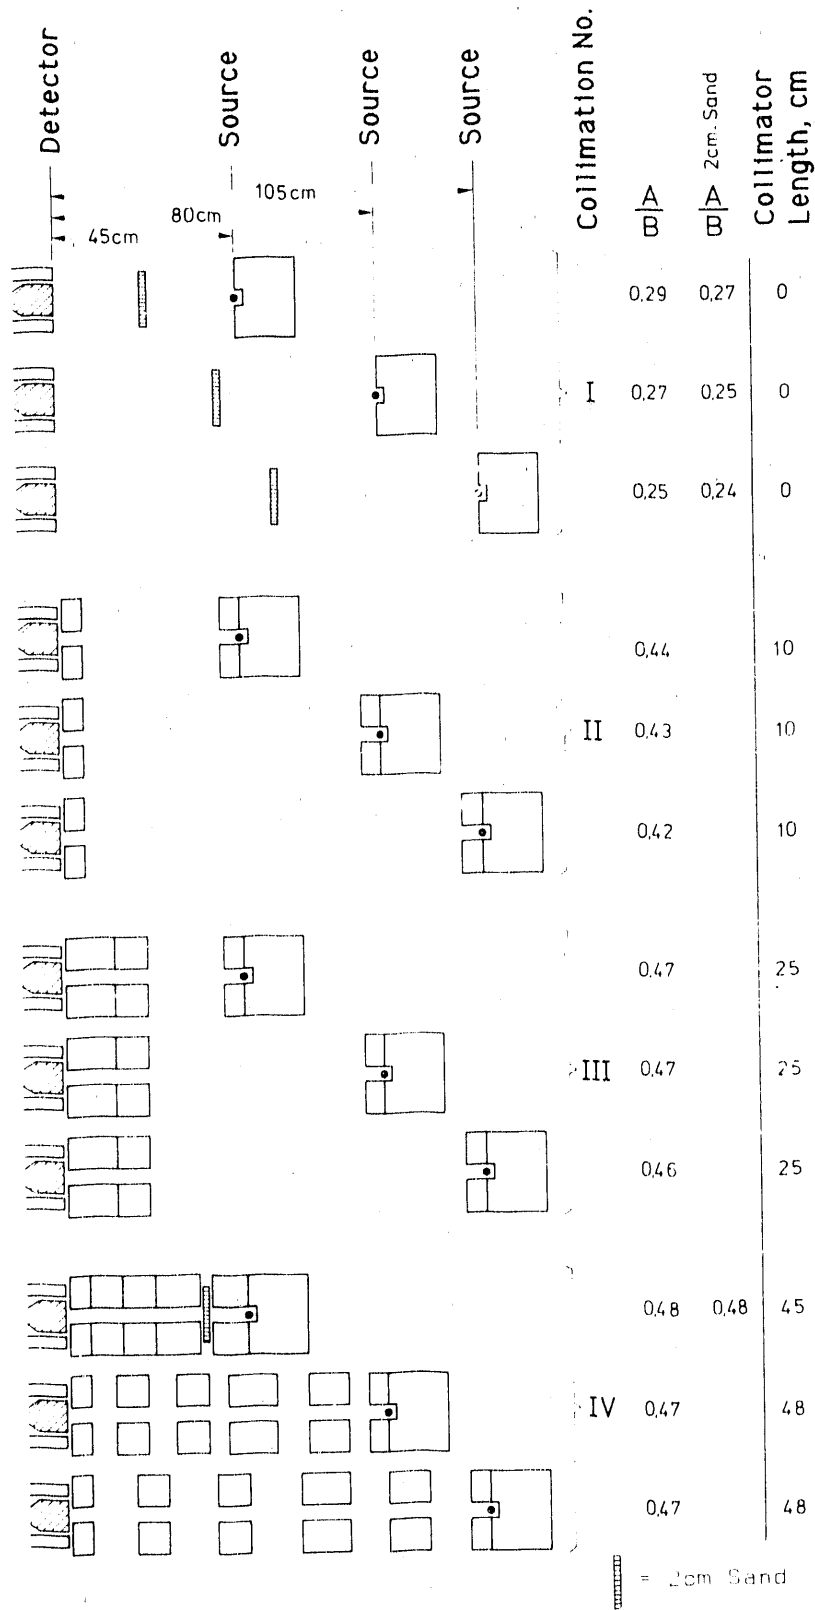 Detector
Source
Source
Source
Collimation No.
A
B
A
B
2cm. Sand
Collimator
Length, cm
105cm
80cm
45cm
0,29 0,27 0
I 0,27 0,25 0
0,25 0,24 0
0,44 10
II 0,43 10
0,42 10
0,47 25
III 0,47 25
0,46 25
0,48 0,48 45
IV 0,47 48
0,47 48
= 2cm Sand